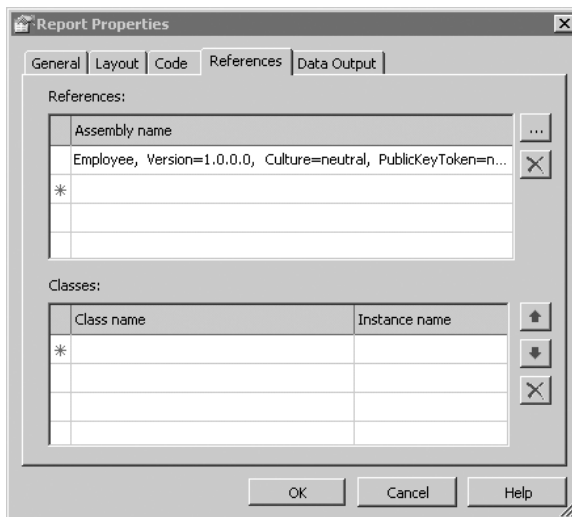 Report Properties
General Layout Code References Data Output
References:
Assembly name
...
Employee, Version=1.0.0.0, Culture=neutral, PublicKeyToken=n...
*
Classes:
Class name Instance name
*
OK Cancel Help